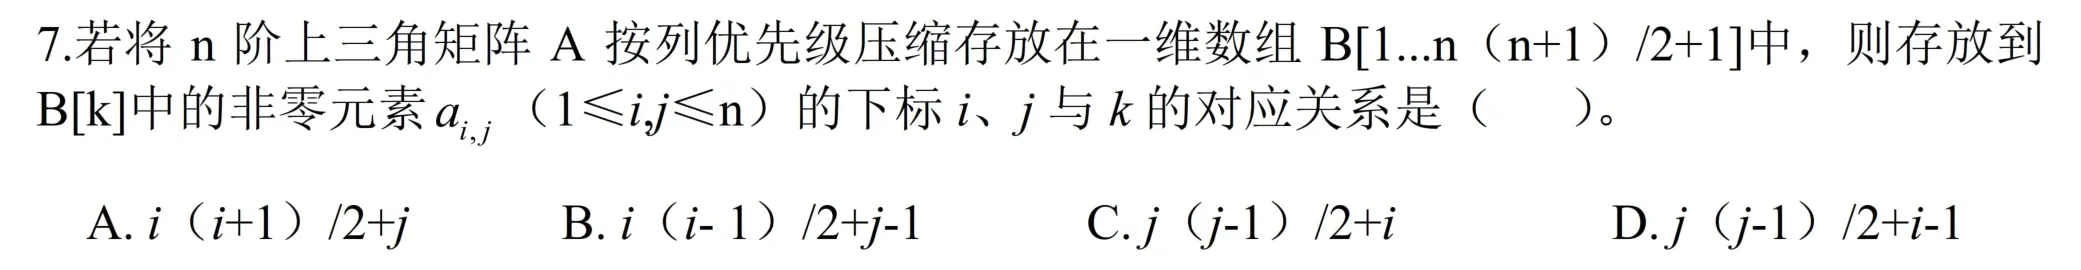 7.若将 n 阶上三角矩阵 A 按列优先级压缩存放在一维数组 B[1...n（n+1）/2+1]中，则存放到
B[k]中的非零元素 a_{i,j}（1≤i,j≤n）的下标 i、j 与 k 的对应关系是（    ）。
A. i（i+1）/2+j B. i（i- 1）/2+j-1 C. j（j-1）/2+i D. j（j-1）/2+i-1